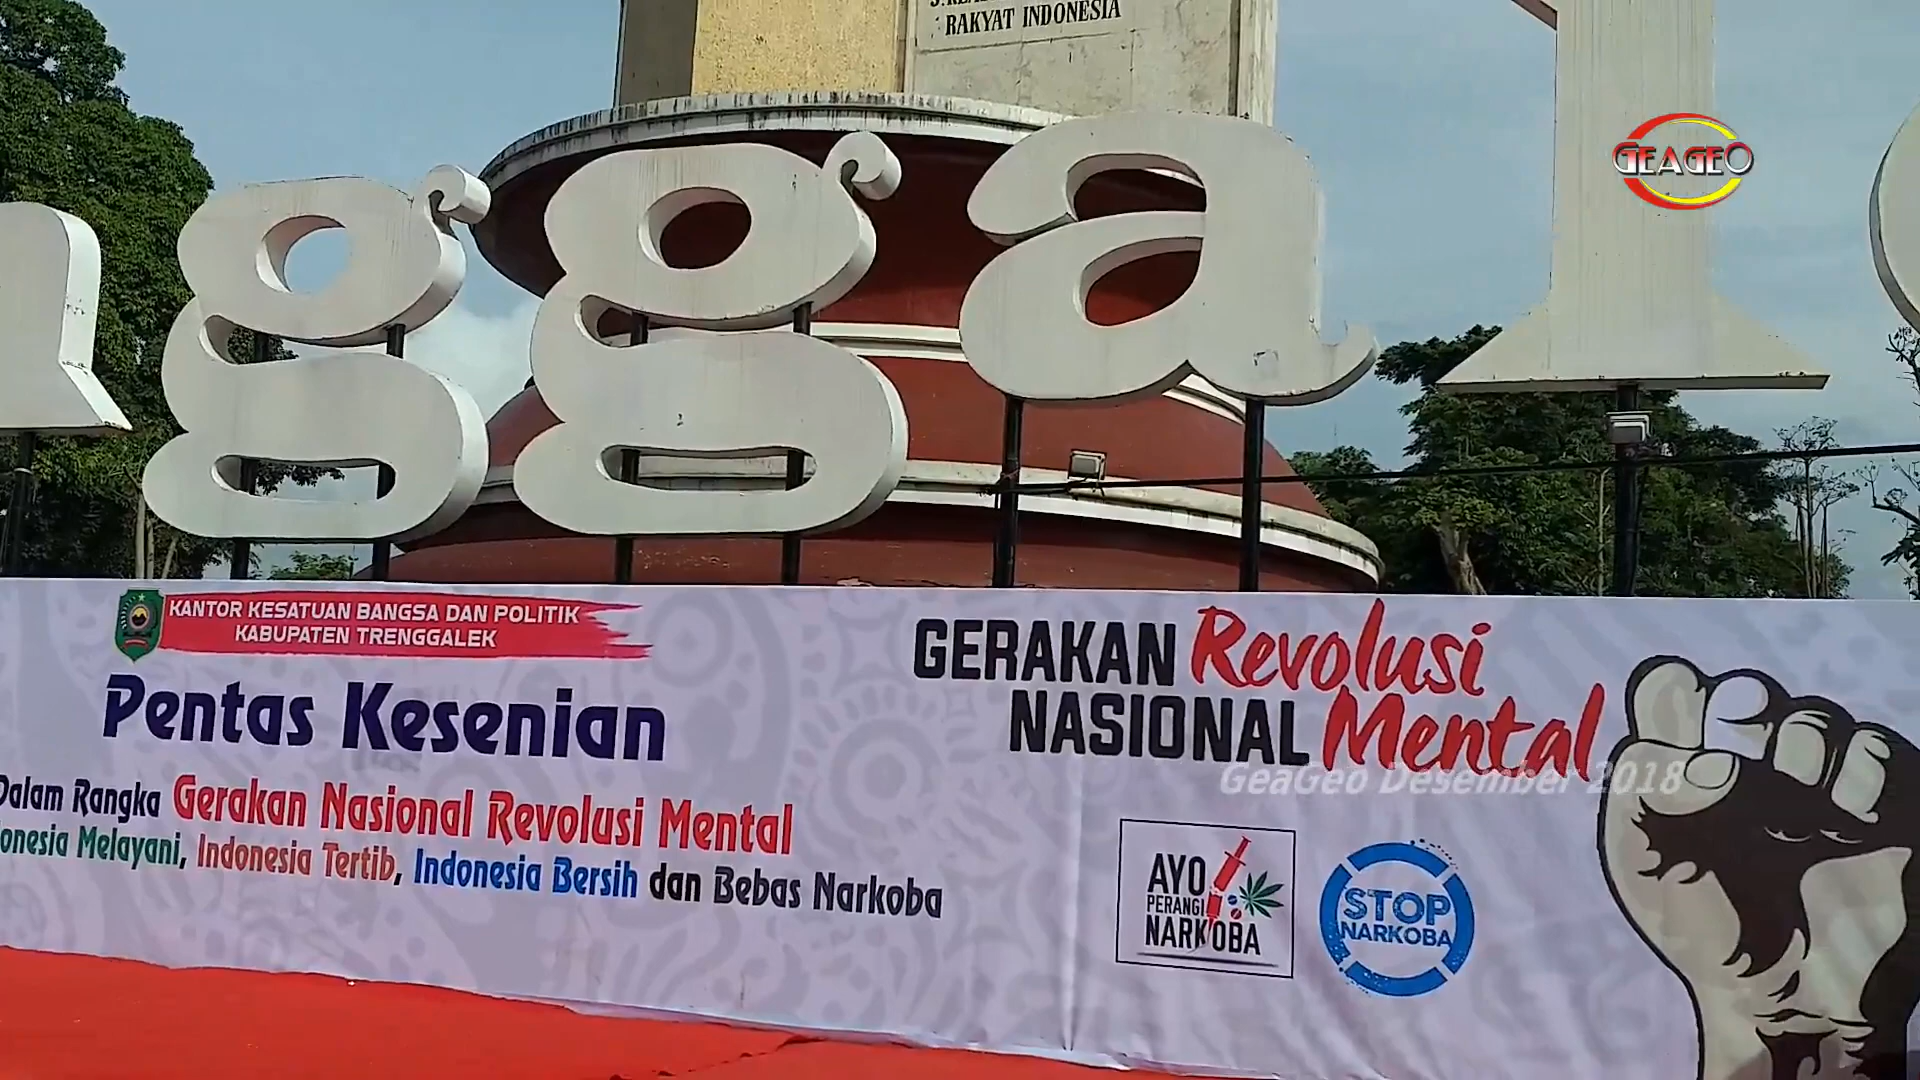 RAKYAT INDONESIA
GEAGEO
ggal
KANTOR KESATUAN BANGSA DAN POLITIK
KABUPATEN TRENGGALEK
Pentas Kesenian
Dalam Rangka Gerakan Nasional Revolusi Mental
onesia Melayani, Indonesia Tertib, Indonesia Bersih dan Bebas Narkoba
GERAKAN Revolusi
NASIONAL Mental
GeaGeo Desember 2018
AYO
PERANGI
NARKOBA
STOP
NARKOBA